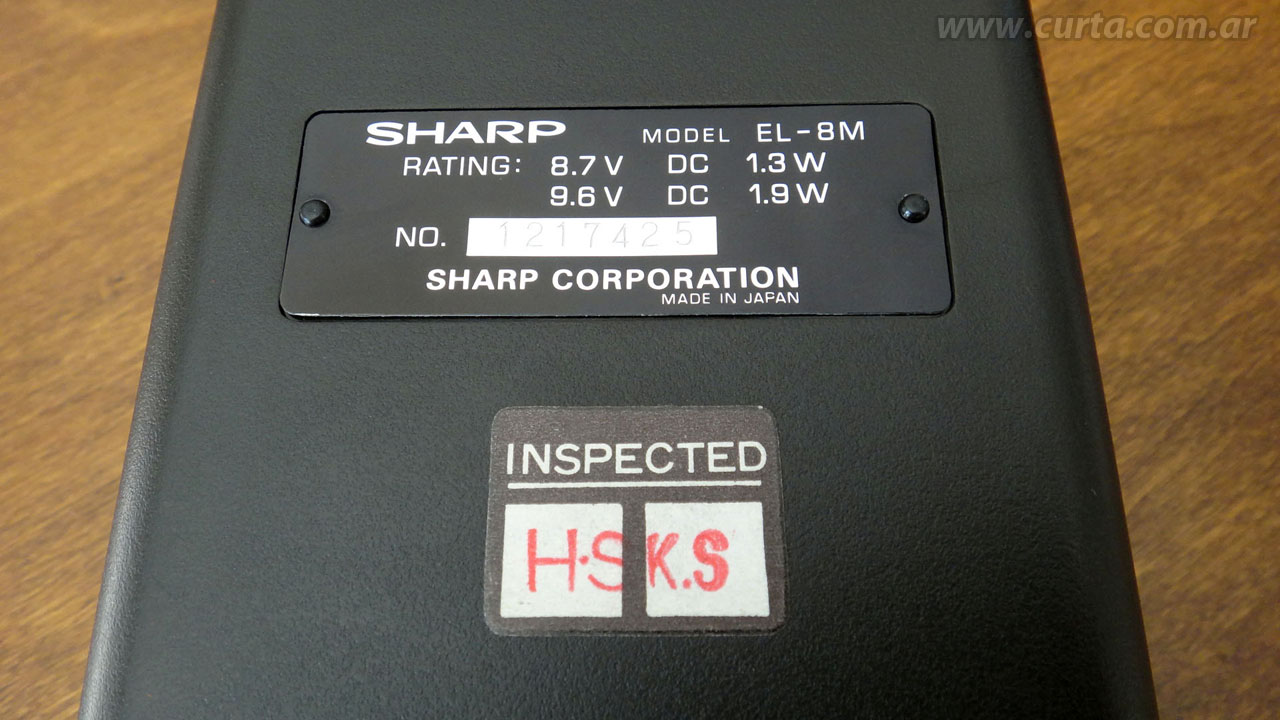 www.curta.com.ar
SHARP MODEL EL-8M
RATING: 8.7 V DC 1.3 W
9.6 V DC 1.9 W
NO. 1217425
SHARP CORPORATION
MADE IN JAPAN
INSPECTED
H.S K.S